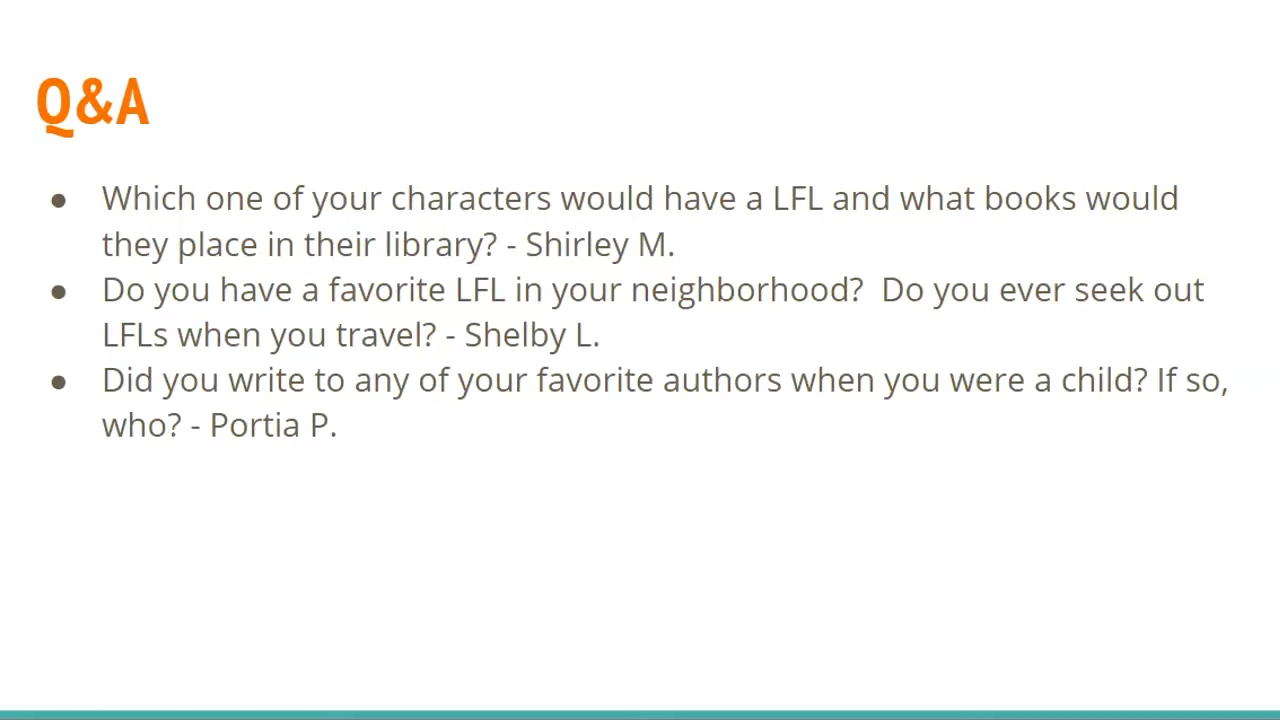 Q&A
● Which one of your characters would have a LFL and what books would
they place in their library? - Shirley M.
● Do you have a favorite LFL in your neighborhood?  Do you ever seek out
LFLs when you travel? - Shelby L.
● Did you write to any of your favorite authors when you were a child? If so,
who? - Portia P.